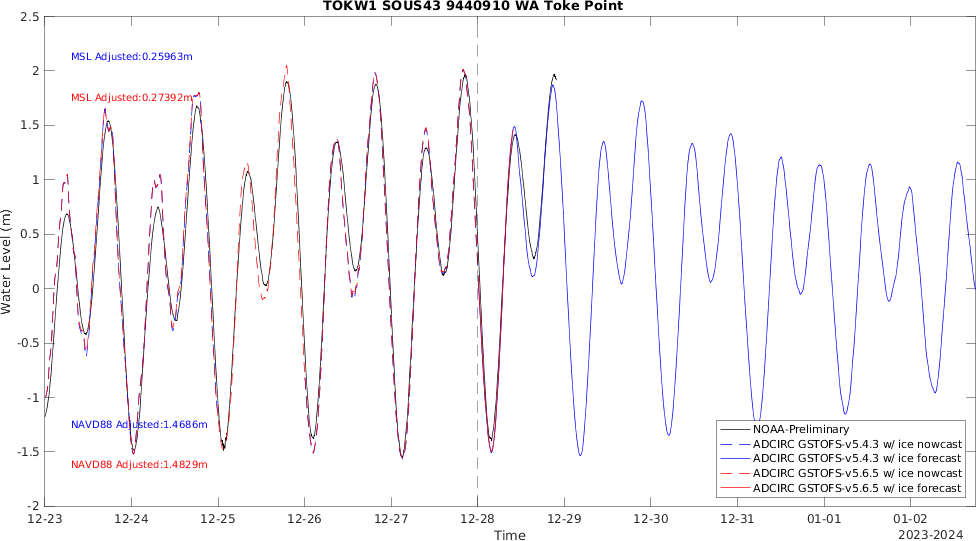 TOKW1 SOUS43 9440910 WA Toke Point
2.5
2
1.5
1
0.5
0
-0.5
-1
-1.5
-2
Water Level (m)
MSL Adjusted:0.25963m
MSL Adjusted:0.27392m
NAVD88 Adjusted:1.4686m
NAVD88 Adjusted:1.4829m
NOAA-Preliminary
ADCIRC GSTOFS-v5.4.3 w/ ice nowcast
ADCIRC GSTOFS-v5.4.3 w/ ice forecast
ADCIRC GSTOFS-v5.6.5 w/ ice nowcast
ADCIRC GSTOFS-v5.6.5 w/ ice forecast
12-23 12-24 12-25 12-26 12-27 12-28 12-29 12-30 12-31 01-01 01-02
Time
2023-2024